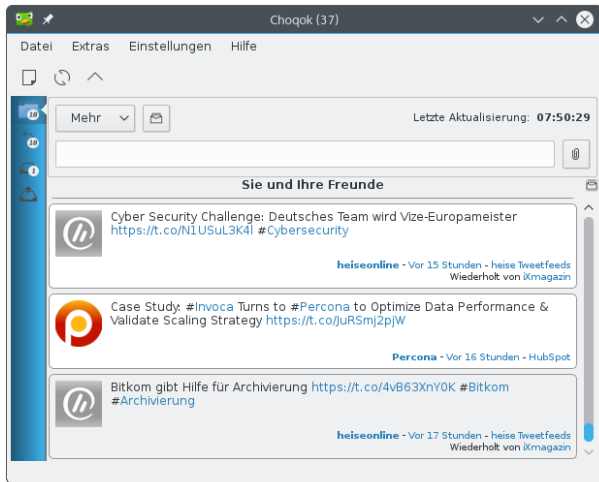 Choqok (37)
Datei Extras Einstellungen Hilfe
18
Mehr Letzte Aktualisierung: 07:50:29
18
1
Sie und Ihre Freunde
Cyber Security Challenge: Deutsches Team wird Vize-Europameister
https://t.co/N1USuL3K4l #Cybersecurity
heiseonline - Vor 15 Stunden - heise Tweetfeeds
Wiederholt von iXmagazin
Case Study: #Invoca Turns to #Percona to Optimize Data Performance &
Validate Scaling Strategy https://t.co/JuRSmj2pjW
Percona - Vor 16 Stunden - HubSpot
Bitkom gibt Hilfe für Archivierung https://t.co/4vB63XnY0K #Bitkom
#Archivierung
heiseonline - Vor 17 Stunden - heise Tweetfeeds
Wiederholt von iXmagazin